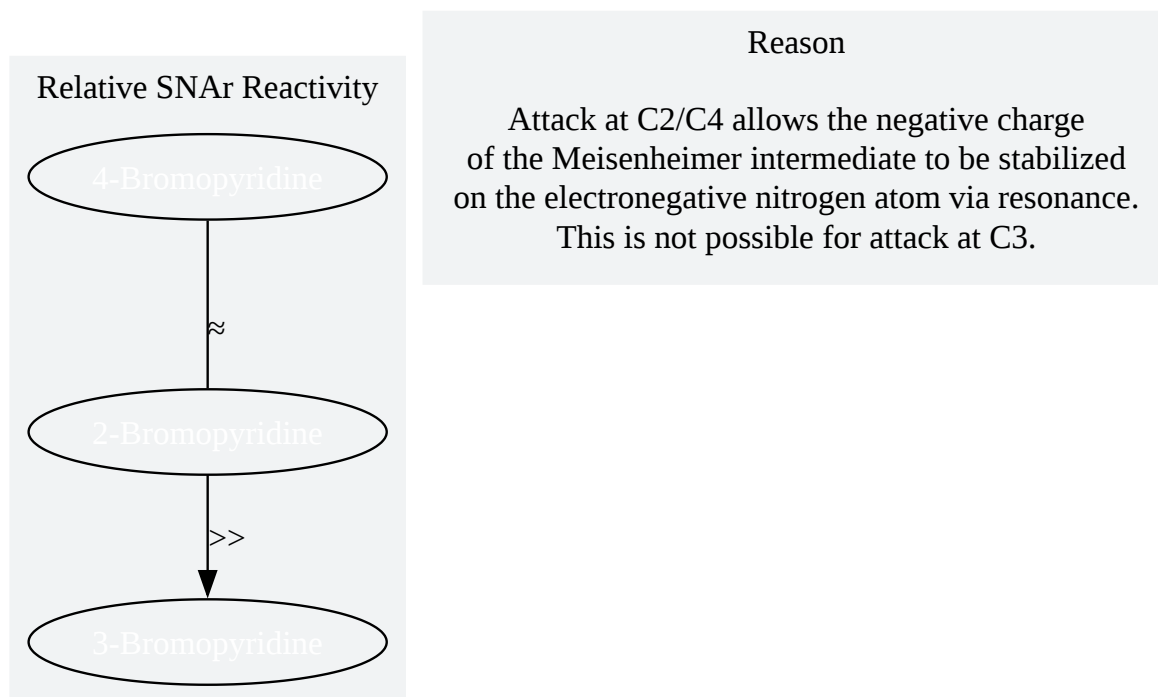 Relative SNAr Reactivity
4-Bromopyridine
≈
2-Bromopyridine
>>
3-Bromopyridine
Reason
Attack at C2/C4 allows the negative charge
of the Meisenheimer intermediate to be stabilized
on the electronegative nitrogen atom via resonance.
This is not possible for attack at C3.